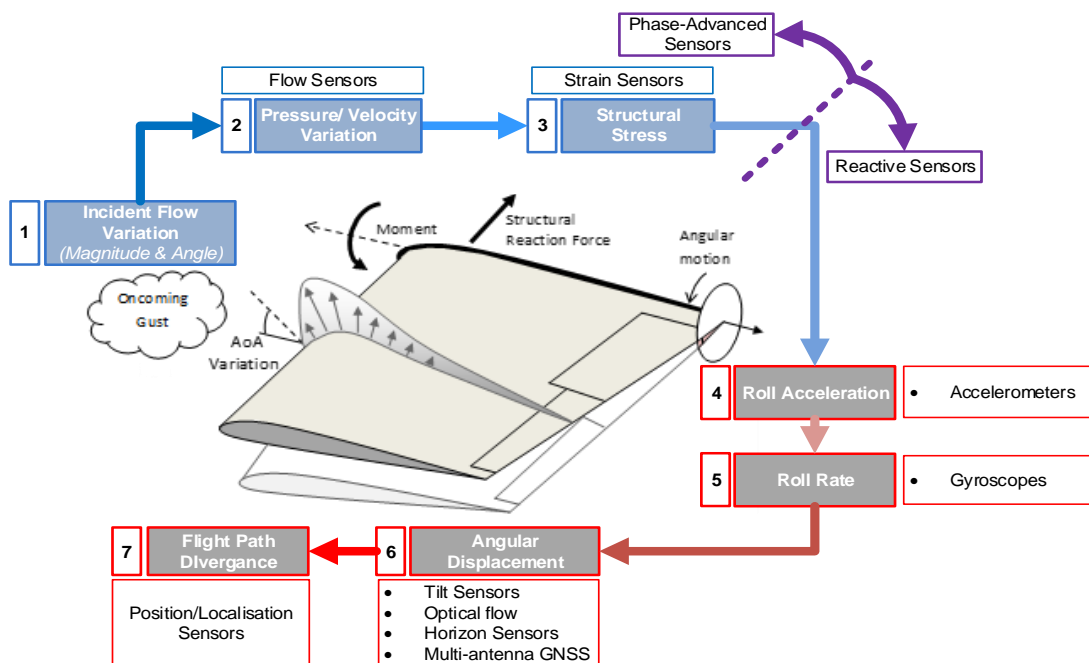 Phase-Advanced
Sensors
Flow Sensors
Strain Sensors
2
Pressure/ Velocity
Variation
3
Structural
Stress
Reactive Sensors
1
Incident Flow
Variation
(Magnitude & Angle)
Moment
Structural
Reaction Force
Angular
motion
Oncoming
Gust
AoA
Variation
4
Roll Acceleration
• Accelerometers
5
Roll Rate
• Gyroscopes
7
Flight Path
DIvergance
6
Angular
Displacement
Position/Localisation
Sensors
• Tilt Sensors
• Optical flow
• Horizon Sensors
• Multi-antenna GNSS